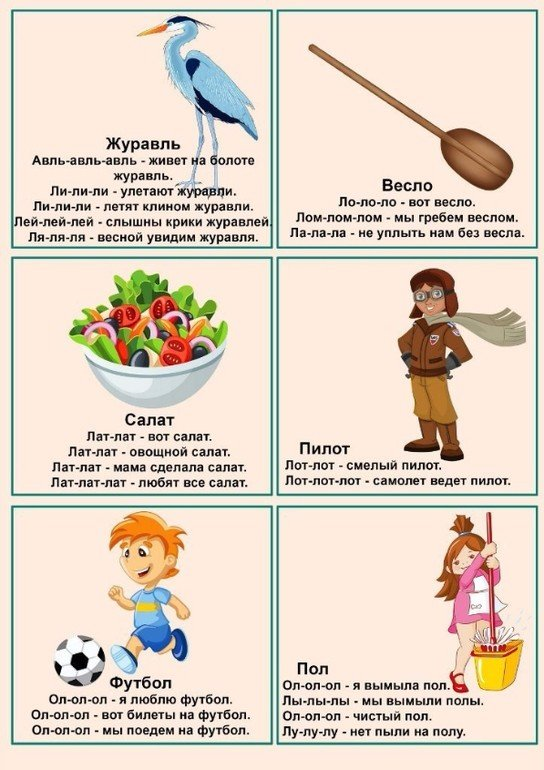 Журавль
Авль-авль-авль - живет на болоте
журавль.
Ли-ли-ли - улетают журавли.
Ли-ли-ли - летят клином журавли.
Лей-лей-лей - слышны крики журавлей.
Ля-ля-ля - весной увидим журавля.
Весло
Ло-ло-ло - вот весло.
Лом-лом-лом - мы гребем веслом.
Ла-ла-ла - не уплыть нам без весла.
Салат
Лат-лат - вот салат.
Лат-лат - овощной салат.
Лат-лат - мама сделала салат.
Лат-лат-лат - любят все салат.
Пилот
Лот-лот - смелый пилот.
Лот-лот-лот - самолет ведет пилот.
Футбол
Ол-ол-ол - я люблю футбол.
Ол-ол-ол - вот билеты на футбол.
Ол-ол-ол - мы поедем на футбол.
Пол
Ол-ол-ол - я вымыла пол.
Лы-лы-лы - мы вымыли полы.
Ол-ол-ол - чистый пол.
Лу-лу-лу - нет пыли на полу.